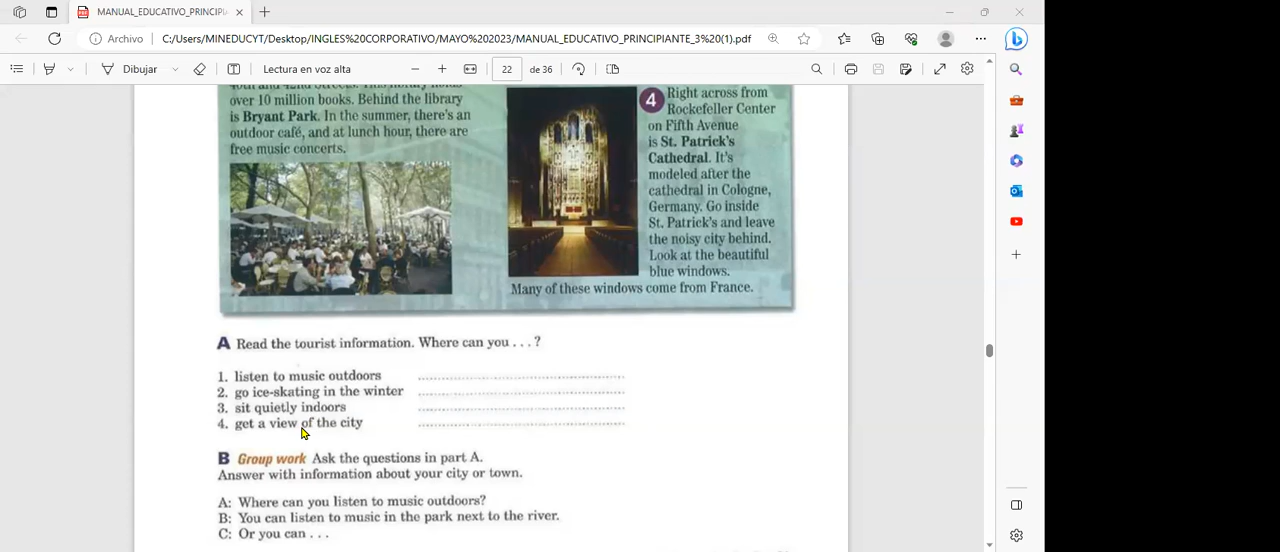 MANUAL_EDUCATIVO_PRINCIPI
Archivo
C:/Users/MINEDUCYT/Desktop/INGLES%20CORPORATIVO/MAYO%202023/MANUAL_EDUCATIVO_PRINCIPIANTE_3%20(1).pdf
Dibujar
Lectura en voz alta
22
de 36
over 10 million books. Behind the library
is Bryant Park. In the summer, there's an
outdoor café, and at lunch hour, there are
free music concerts.
4
Right across from
Rockefeller Center
on Fifth Avenue
is St. Patrick's
Cathedral. It's
modeled after the
cathedral in Cologne,
Germany. Go inside
St. Patrick's and leave
the noisy city behind.
Look at the beautiful
blue windows.
Many of these windows come from France.
A Read the tourist information. Where can you . . . ?
1. listen to music outdoors
2. go ice-skating in the winter
3. sit quietly indoors
4. get a view of the city
B Group work Ask the questions in part A.
Answer with information about your city or town.
A: Where can you listen to music outdoors?
B: You can listen to music in the park next to the river.
C: Or you can . . .